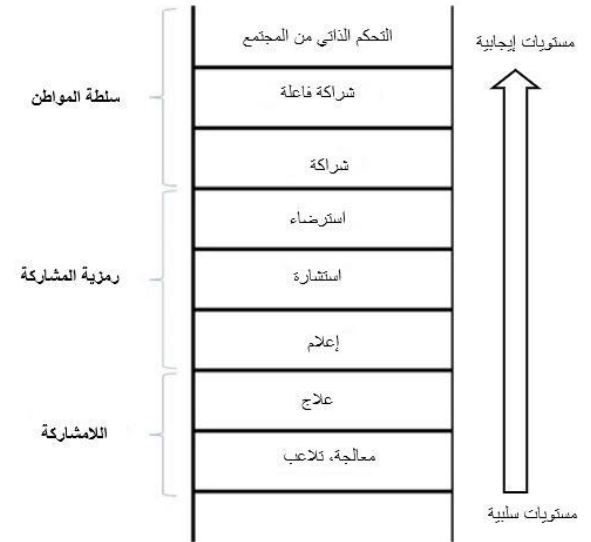 التحكم الذاتي من المجتمع
مستويات إيجابية
شراكة فاعلة
سلطة المواطن
شراكة
استرضاء
استشارة
رمزية المشاركة
إعلام
علاج
اللامشاركة
معالجة، تلاعب
مستويات سلبية